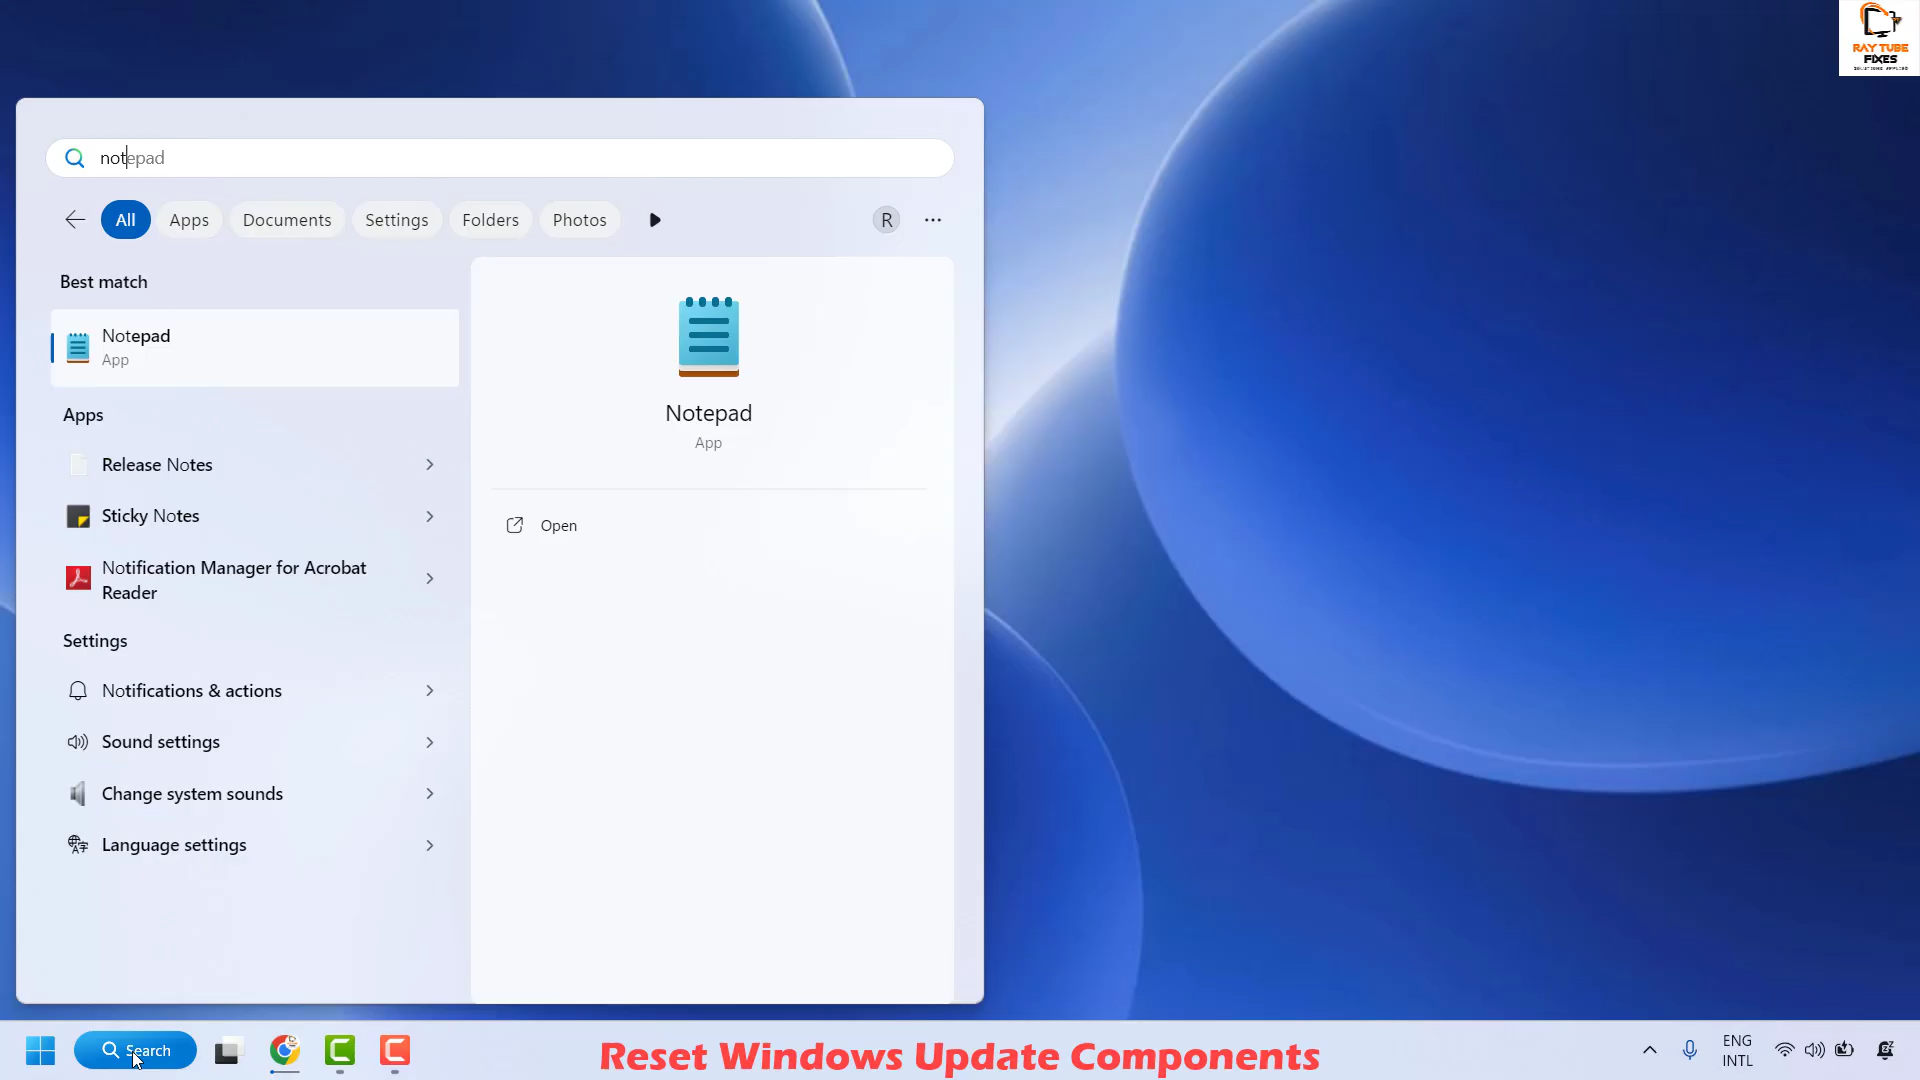 RAY TUBE
FIXES
SOLUTIONS APPLIED
notepad
All
Apps
Documents
Settings
Folders
Photos
R
Best match
Notepad
App
Apps
Release Notes
Sticky Notes
Notification Manager for Acrobat
Reader
Settings
Notifications & actions
Sound settings
Change system sounds
Language settings
Notepad
App
Open
Search
Reset Windows Update Components
ENG
INTL